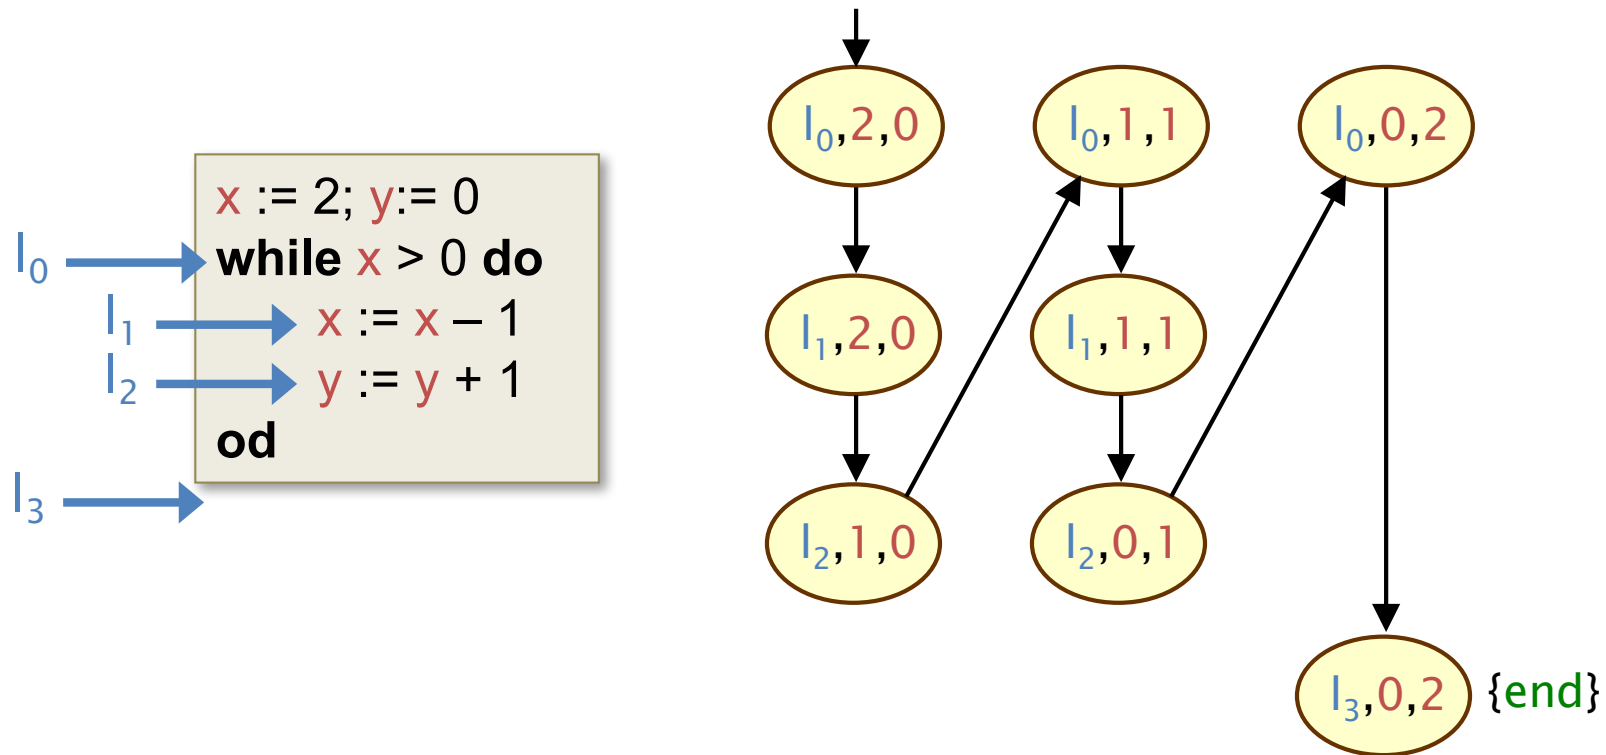 x := 2; y:= 0
l₀
while x > 0 do
l₁
x := x – 1
l₂
y := y + 1
od
l₃
l₀,2,0
l₀,1,1
l₀,0,2
l₁,2,0
l₁,1,1
l₂,1,0
l₂,0,1
l₃,0,2
{end}